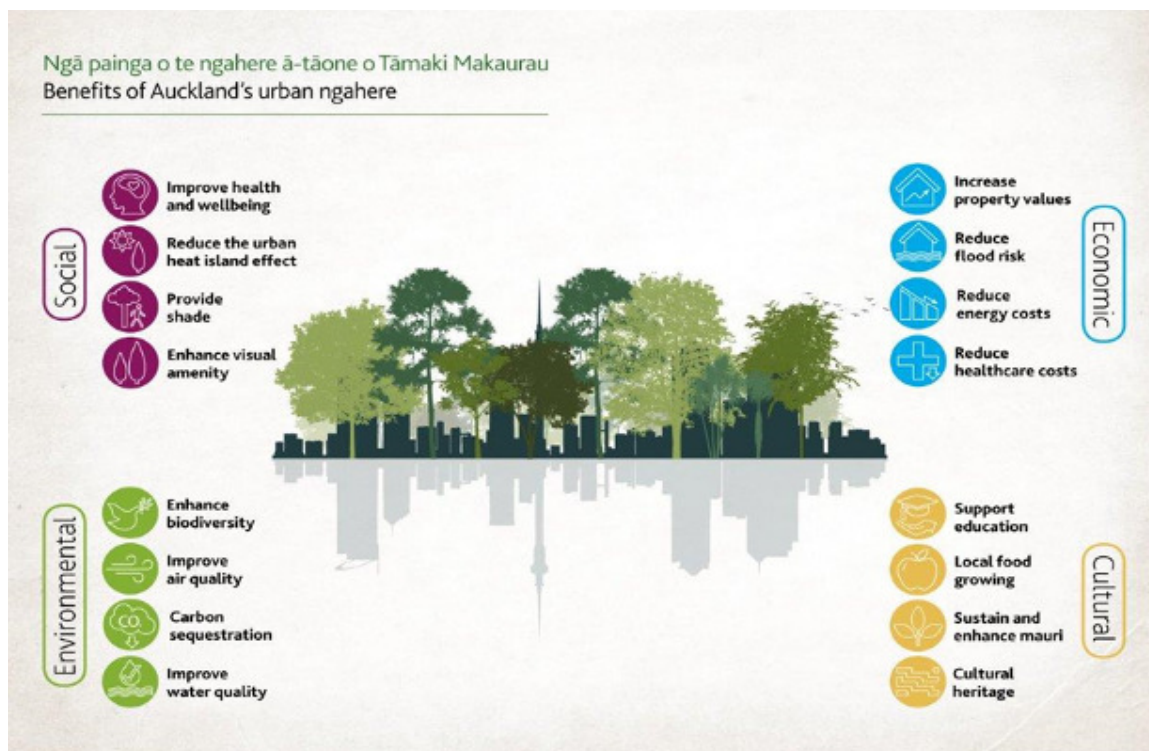 Ngā painga o te ngahere ā-tāone o Tāmaki Makaurau
Benefits of Auckland's urban ngahere
Social
Improve health
and wellbeing
Reduce the urban
heat island effect
Provide
shade
Enhance visual
amenity
Economic
Increase
property values
Reduce
flood risk
Reduce
energy costs
Reduce
healthcare costs
Environmental
Enhance
biodiversity
Improve
air quality
CO₂
Carbon
sequestration
Improve
water quality
Cultural
Support
education
Local food
growing
Sustain and
enhance mauri
Cultural
heritage